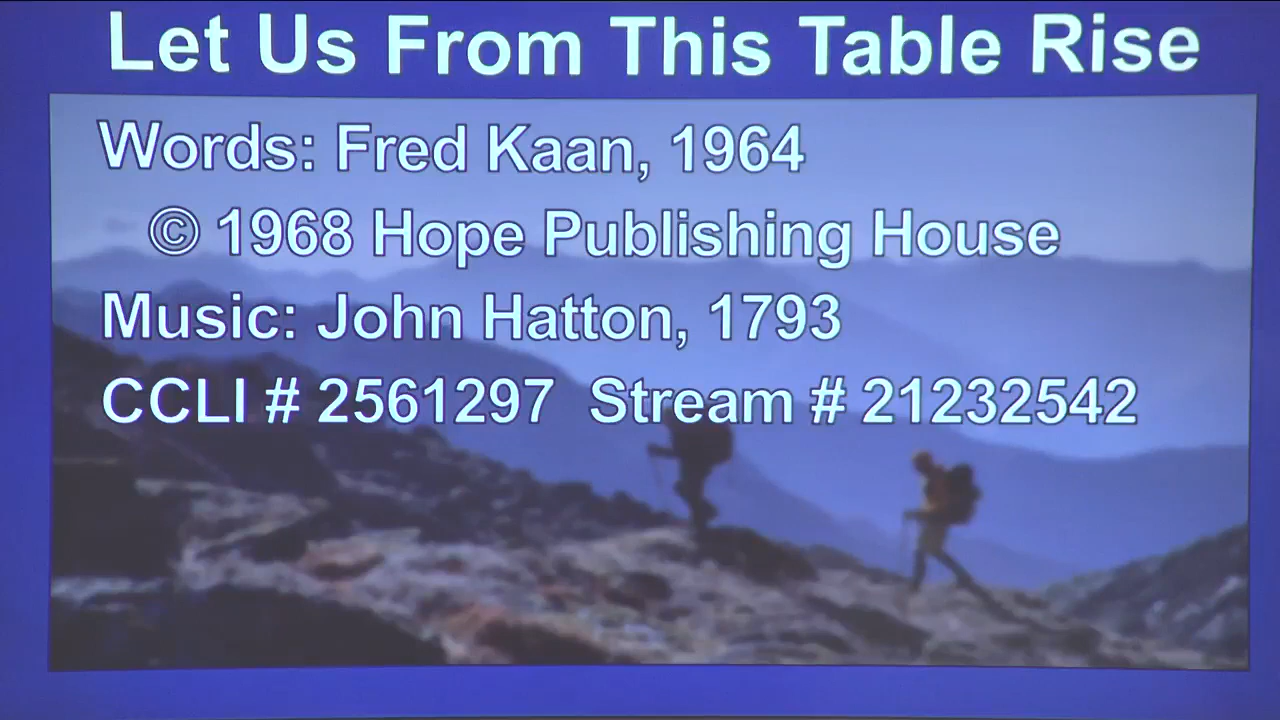 Let Us From This Table Rise
Words: Fred Kaan, 1964
© 1968 Hope Publishing House
Music: John Hatton, 1793
CCLI # 2561297 Stream # 21232542